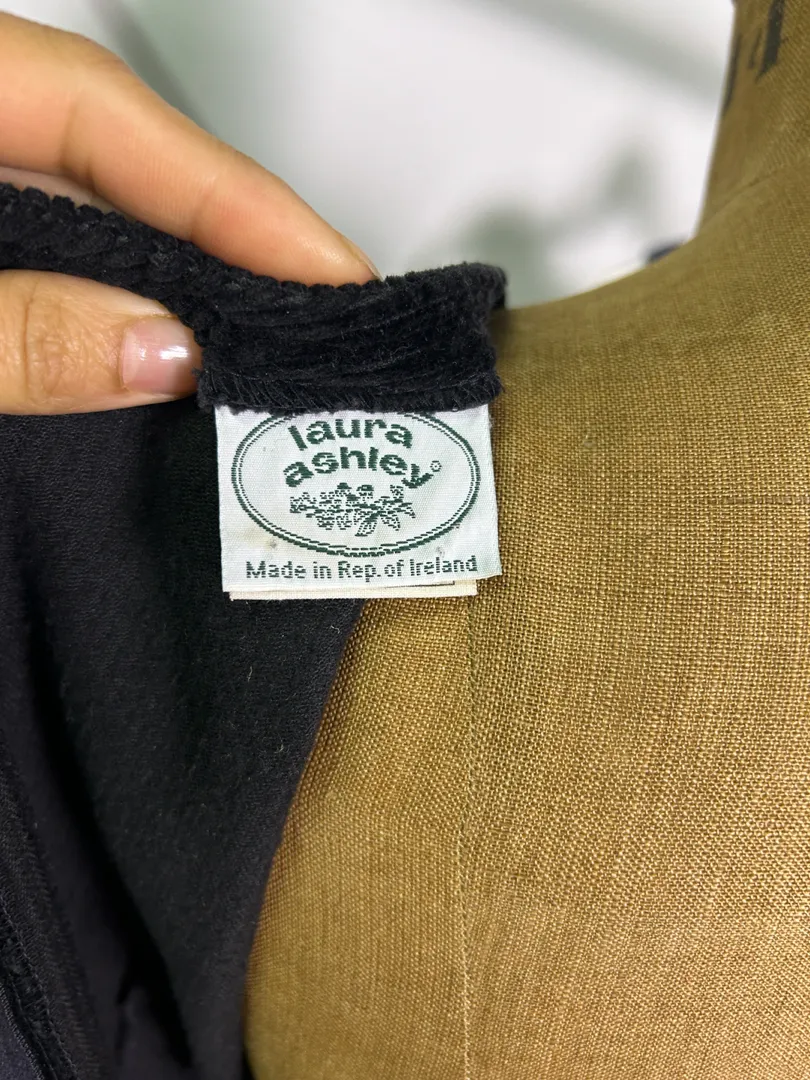 laura
ashley®
Made in Rep. of Ireland